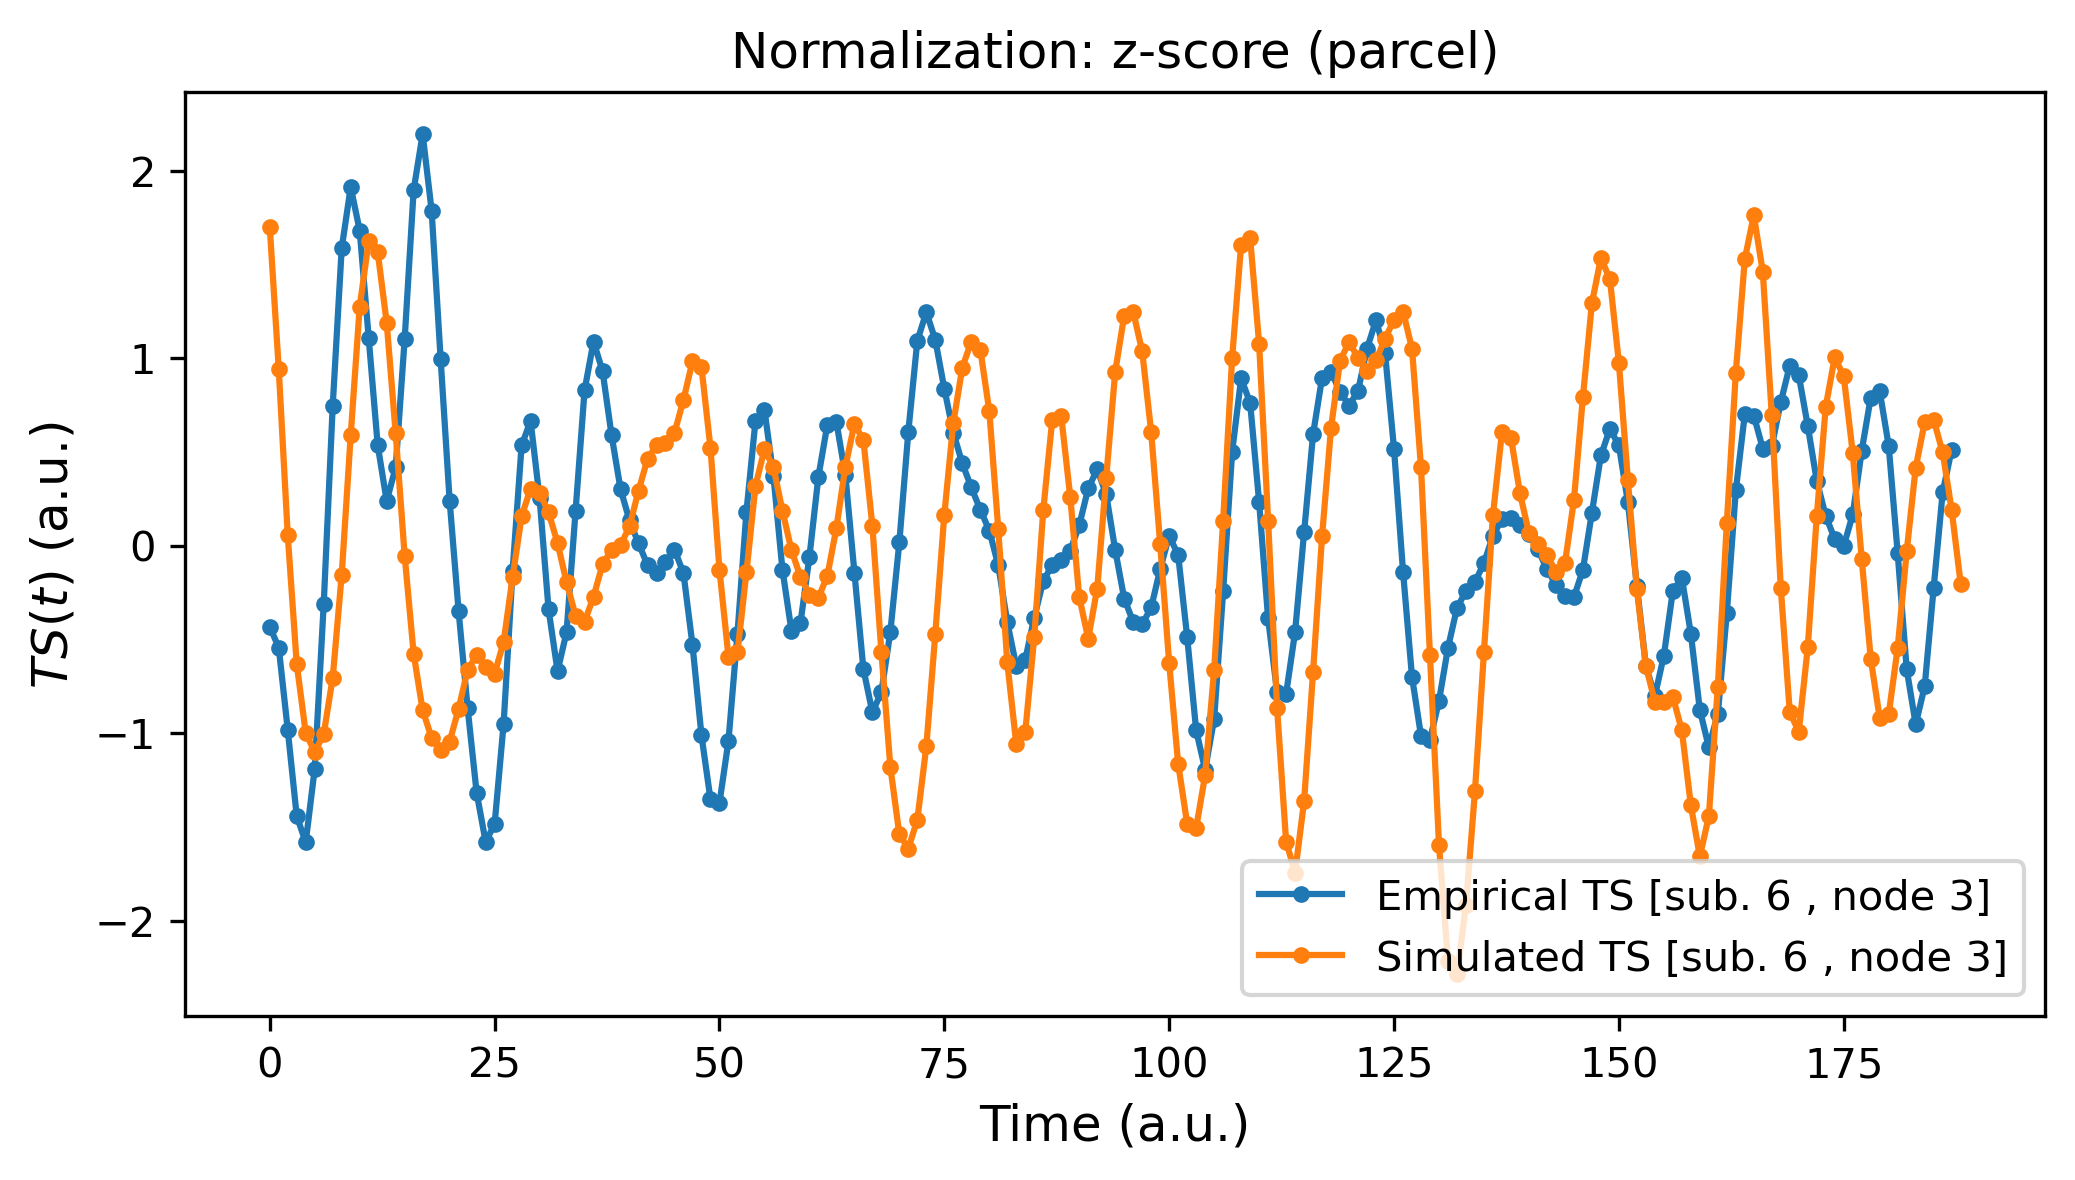 Normalization: z-score (parcel)
TS(t) (a.u.)
2
1
0
−1
−2
0 25 50 75 100 125 150 175
Time (a.u.)
Empirical TS [sub. 6 , node 3]
Simulated TS [sub. 6 , node 3]